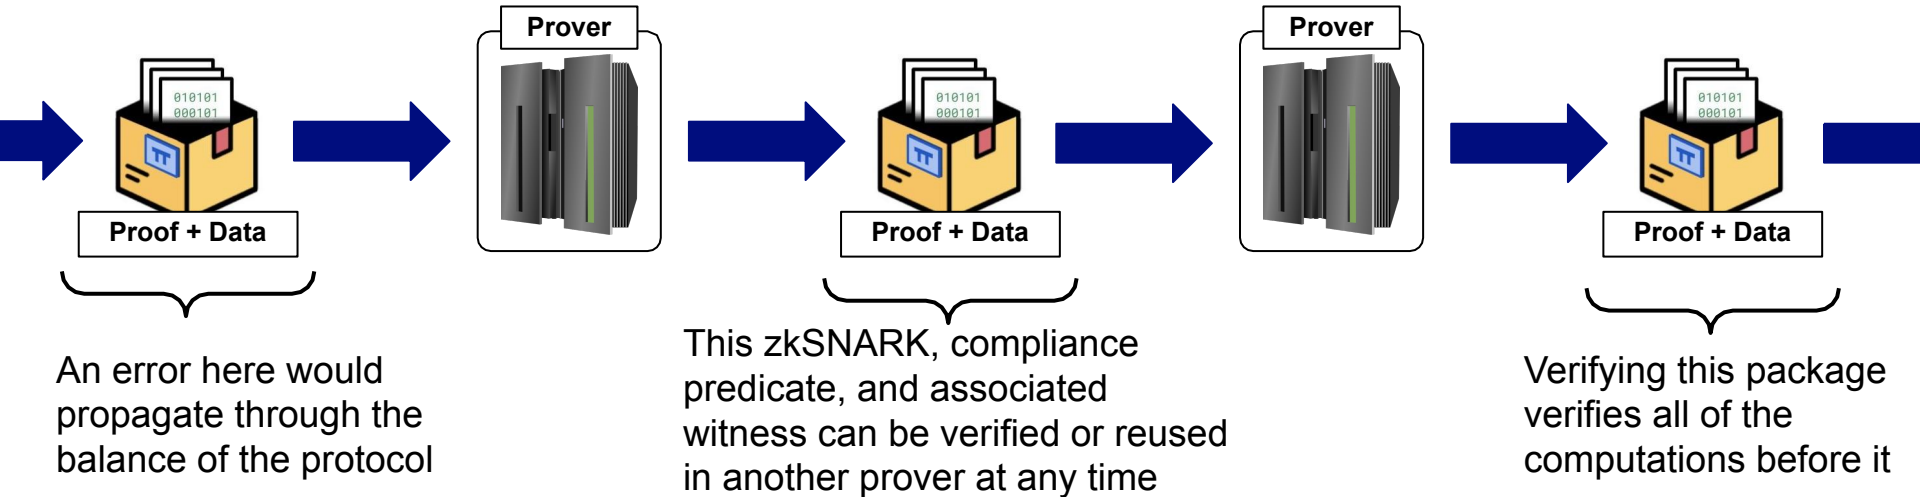 Prover
Prover
010101
000101
010101
000101
010101
000101
π
π
π
Proof + Data
Proof + Data
Proof + Data
An error here would
propagate through the
balance of the protocol
This zkSNARK, compliance
predicate, and associated
witness can be verified or reused
in another prover at any time
Verifying this package
verifies all of the
computations before it